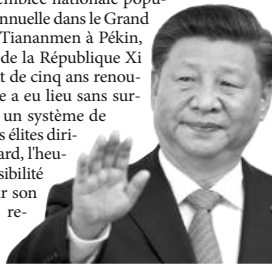 emblée nationale popu-
nnuelle dans le Grand
Tiananmen à Pékin,
de la République Xi
t de cinq ans renou-
e a eu lieu sans sur-
un système de
s élites diri-
ard, l'heu-
sibilité
r son
re-